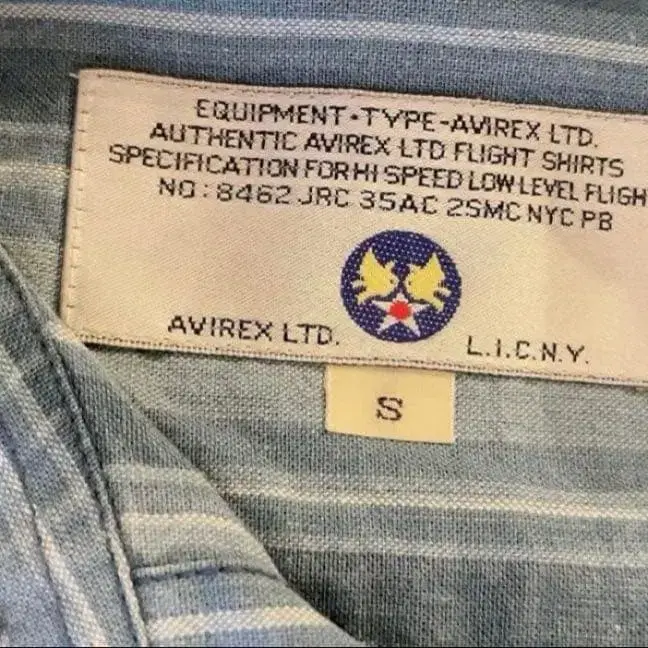 EQUIPMENT·TYPE-AVIREX LTD.
AUTHENTIC AVIREX LTD FLIGHT SHIRTS
SPECIFICATION FOR HI SPEED LOW LEVEL FLIGH
NO:8462 JRC 35AC 2SMC NYC PB
AVIREX LTD. L.I.C.N.Y.
S